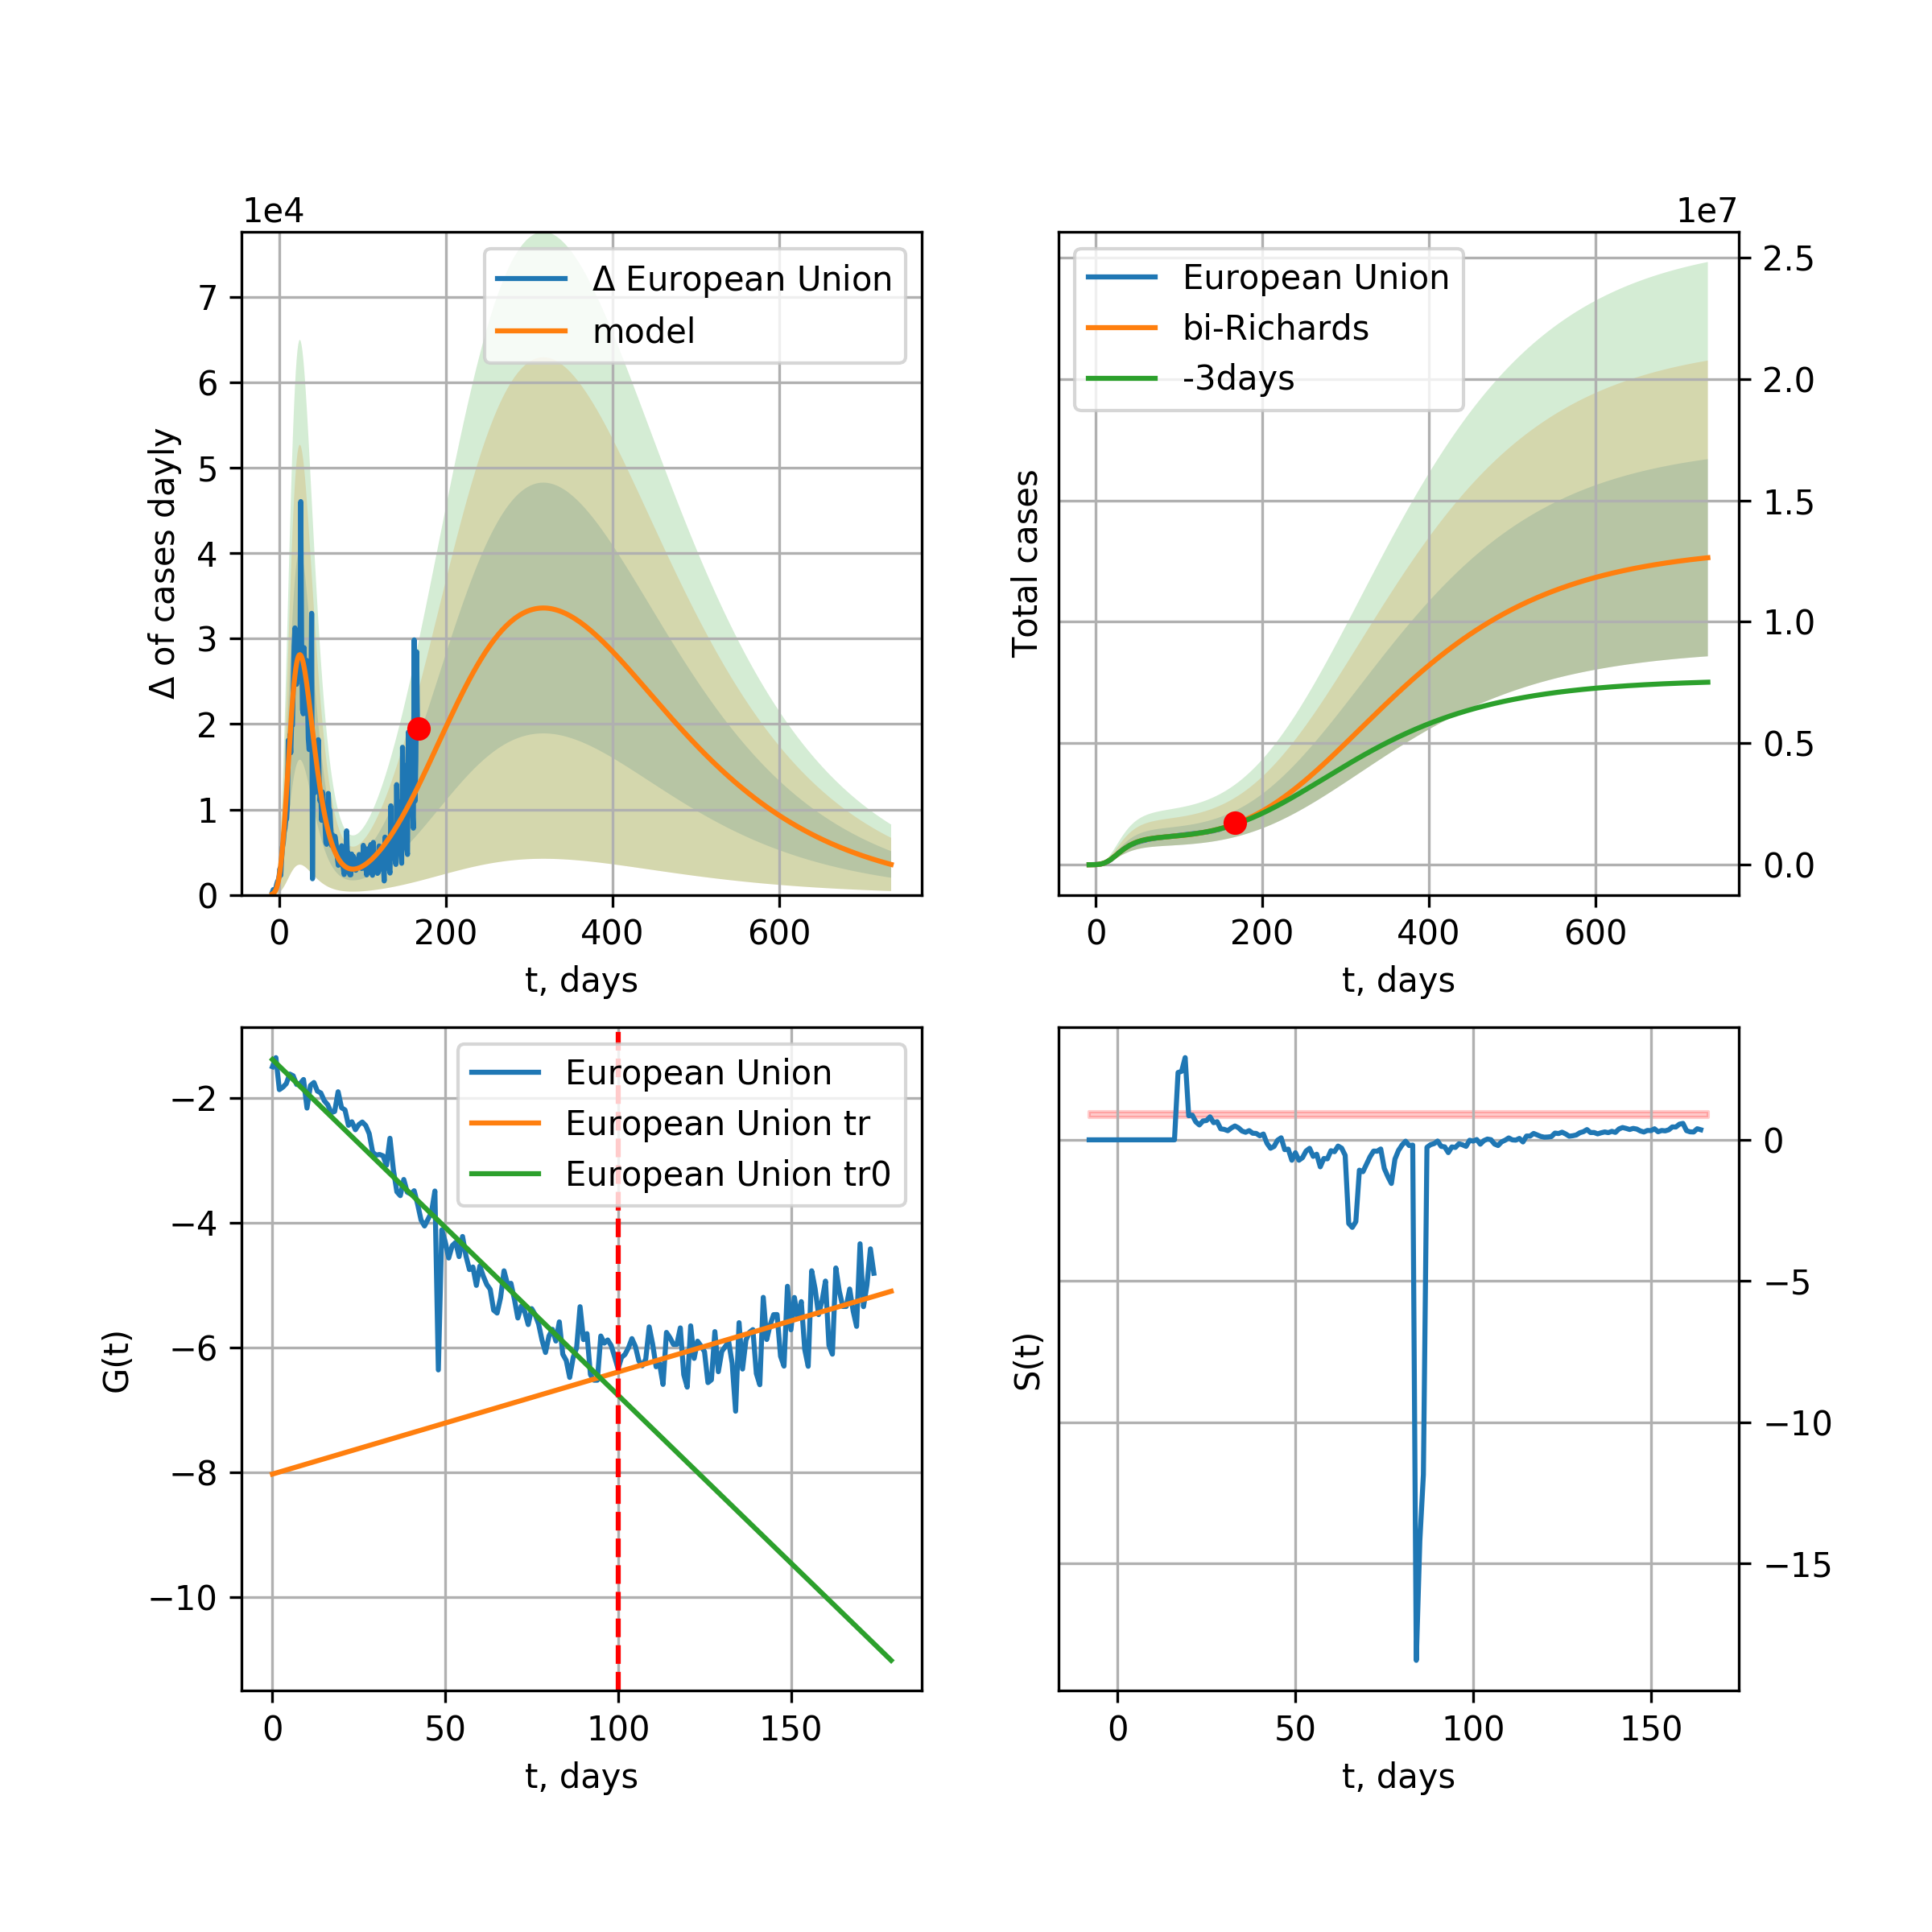 1e4
Δ European Union
model
7
6
5
4
3
2
1
0
Δ of cases dayly
0 200 400 600
t, days
1e7
European Union
bi-Richards
-3days
2.5
2.0
1.5
1.0
0.5
0.0
Total cases
0 200 400 600
t, days
European Union
European Union tr
European Union tr0
−2
−4
−6
−8
−10
G(t)
0 50 100 150
t, days
0
−5
−10
−15
S(t)
0 50 100 150
t, days